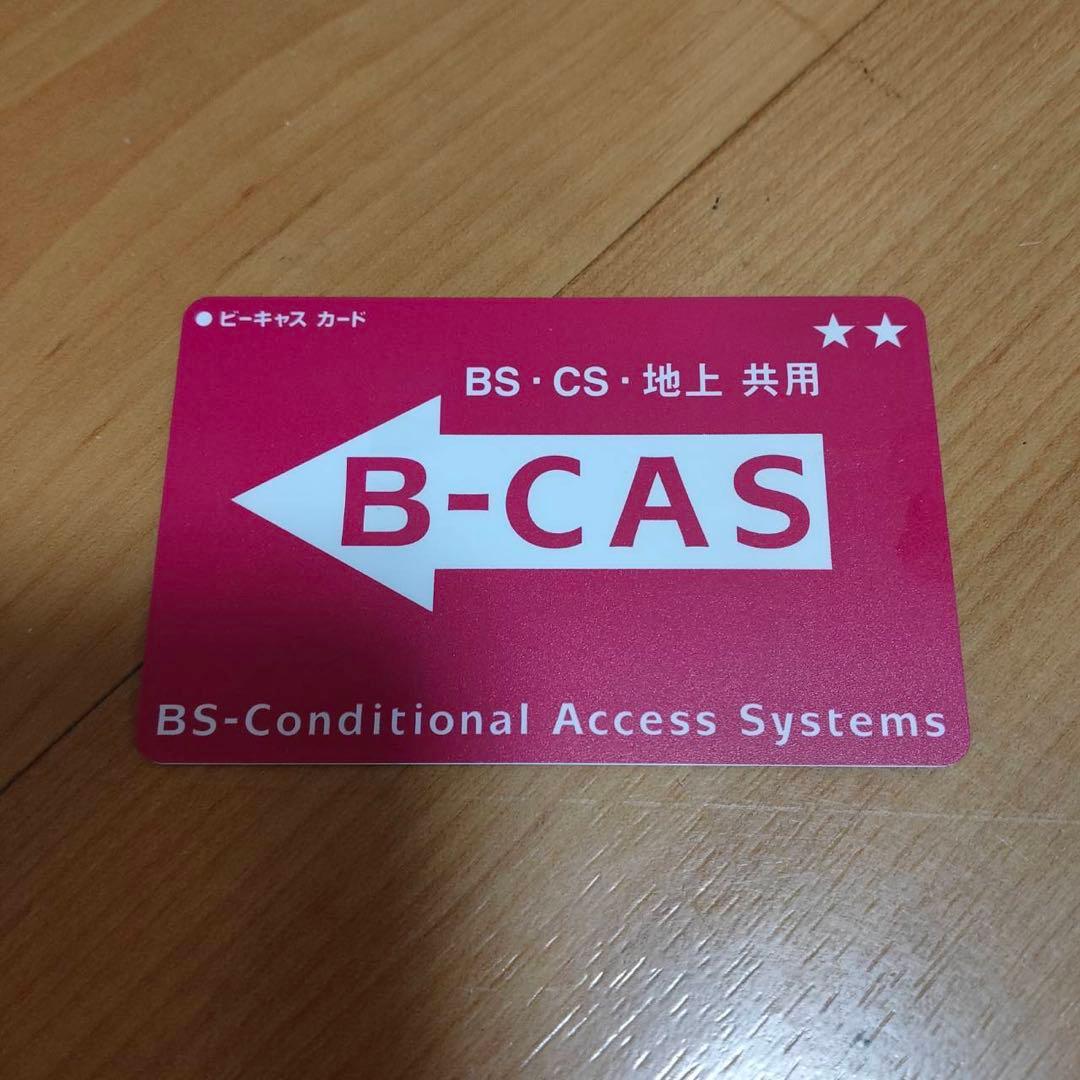 ●ビーキャス カード
★★
BS・CS・地上 共用
B-CAS
BS-Conditional Access Systems